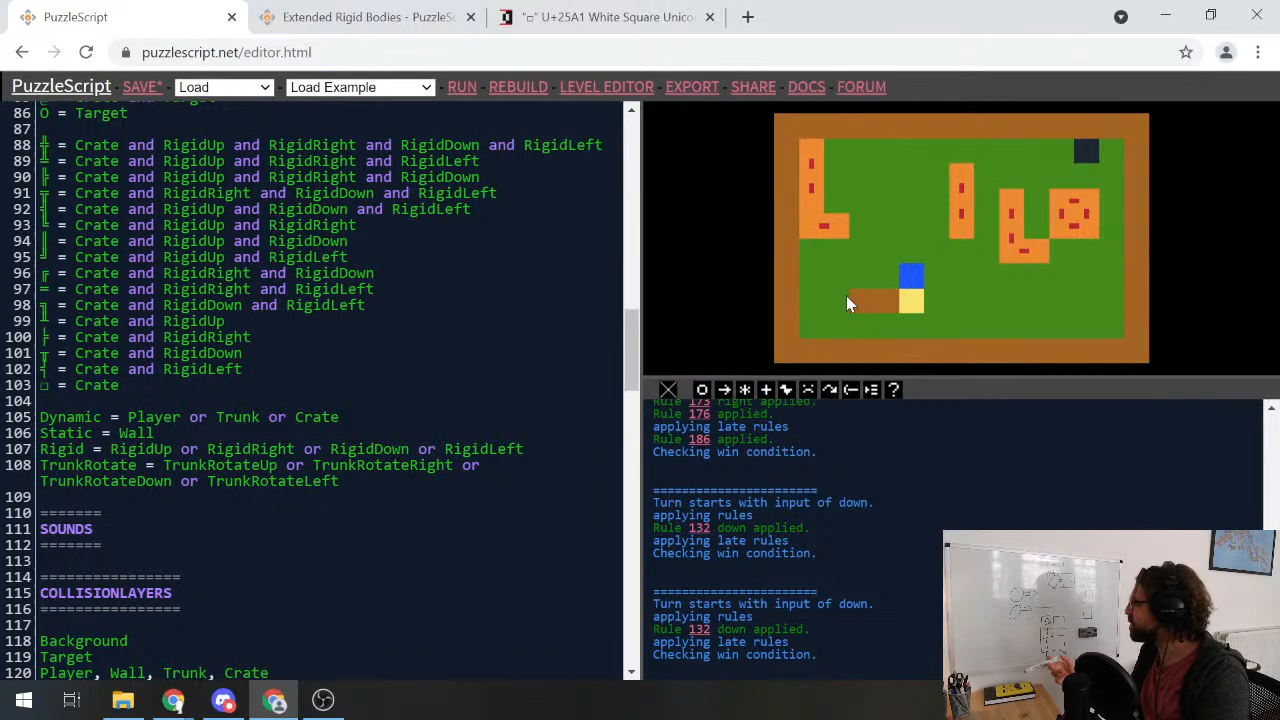 PuzzleScript
Extended Rigid Bodies - PuzzleSc
"□" U+25A1 White Square Unico
puzzlescript.net/editor.html
PuzzleScript - SAVE* - Load Load Example - RUN - REBUILD - LEVEL EDITOR - EXPORT - SHARE - DOCS - FORUM
86 O = Target
87
88 ╬ = Crate and RigidUp and RigidRight and RigidDown and RigidLeft
89 ╩ = Crate and RigidUp and RigidRight and RigidLeft
90 ╠ = Crate and RigidUp and RigidRight and RigidDown
91 ╦ = Crate and RigidRight and RigidDown and RigidLeft
92 ╣ = Crate and RigidUp and RigidDown and RigidLeft
93 ╚ = Crate and RigidUp and RigidRight
94 ║ = Crate and RigidUp and RigidDown
95 ╝ = Crate and RigidUp and RigidLeft
96 ╔ = Crate and RigidRight and RigidDown
97 = = Crate and RigidRight and RigidLeft
98 ╗ = Crate and RigidDown and RigidLeft
99 ╨ = Crate and RigidUp
100 ╞ = Crate and RigidRight
101 ╥ = Crate and RigidDown
102 ╡ = Crate and RigidLeft
103 □ = Crate
104
105 Dynamic = Player or Trunk or Crate
106 Static = Wall
107 Rigid = RigidUp or RigidRight or RigidDown or RigidLeft
108 TrunkRotate = TrunkRotateUp or TrunkRotateRight or
TrunkRotateDown or TrunkRotateLeft
109
110 =======
111 SOUNDS
112 =======
113
114 ================
115 COLLISIONLAYERS
116 ================
117
118 Background
119 Target
120 Player, Wall, Trunk, Crate
Rule 173 right applied.
Rule 176 applied.
applying late rules
Rule 186 applied.
Checking win condition.
=======================
Turn starts with input of down.
applying rules
Rule 132 down applied.
applying late rules
Checking win condition.
=======================
Turn starts with input of down.
applying rules
Rule 132 down applied.
applying late rules
Checking win condition.